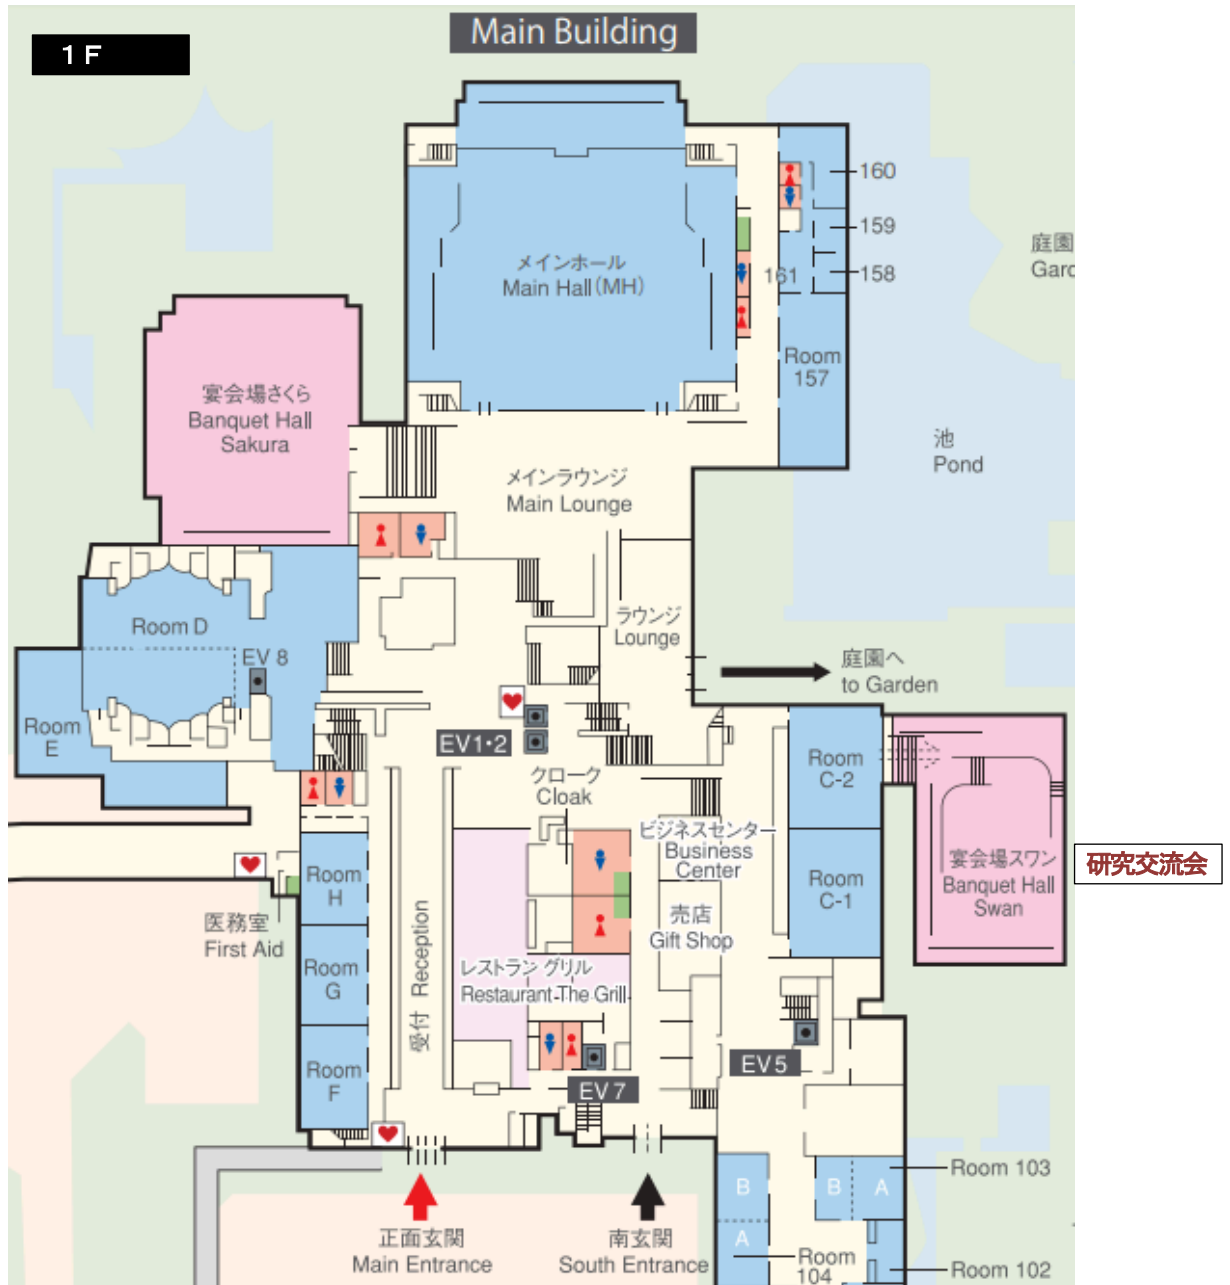 Main Building
1F
160
159
161
158
メインホール
Main Hall(MH)
庭園
Gard
Room
157
宴会場さくら
Banquet Hall
Sakura
池
Pond
メインラウンジ
Main Lounge
Room D
ラウンジ
Lounge
EV 8
庭園へ
to Garden
Room
E
EV1・2
Room
C-2
クローク
Cloak
ビジネスセンター
Business
Center
宴会場スワン
Banquet Hall
Swan
研究交流会
Room
H
Room
C-1
医務室
First Aid
売店
Gift Shop
受付 Reception
Room
G
レストラン グリル
Restaurant The Grill
Room
F
EV 5
EV 7
B
B
A
Room 103
A
正面玄関
Main Entrance
南玄関
South Entrance
Room
104
Room 102